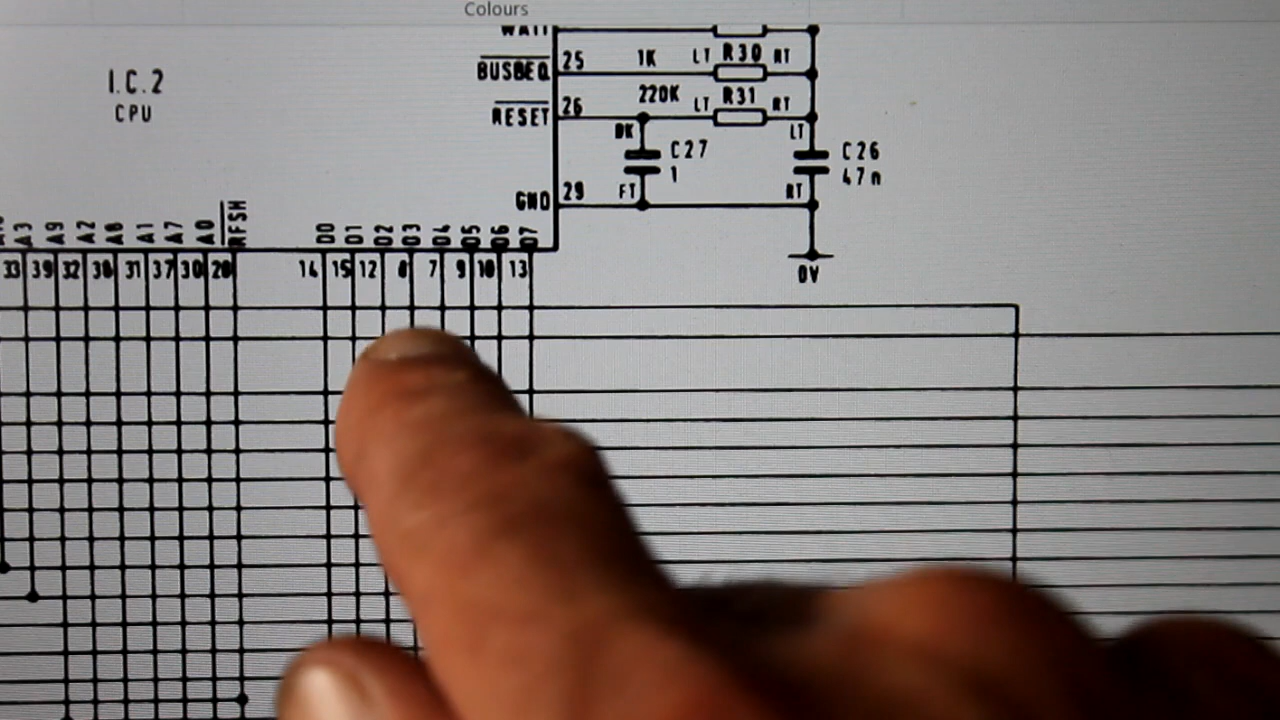 Colours
WAIT
I.C.2
CPU
BUSREQ 25 1K LT R30 RT
220K LT R31 RT
RESET 26
BK C27 LT C26
1 47n
GND 29 FT RT
0V
A3 A9 A2 A8 A1 A7 A0 RFSH D0 D1 D2 D3 D4 D5 D6 D7
33 39 32 38 31 37 30 28 14 15 12 8 7 9 10 13